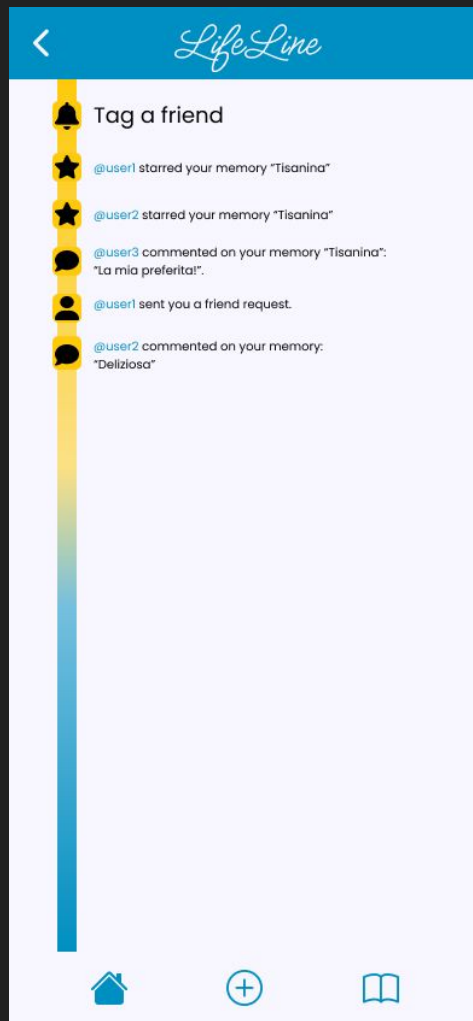 LifeLine
Tag a friend
@user1 starred your memory “Tisanina”
@user2 starred your memory “Tisanina”
@user3 commented on your memory “Tisanina”:
“La mia preferita!”.
@user1 sent you a friend request.
@user2 commented on your memory:
“Deliziosa”